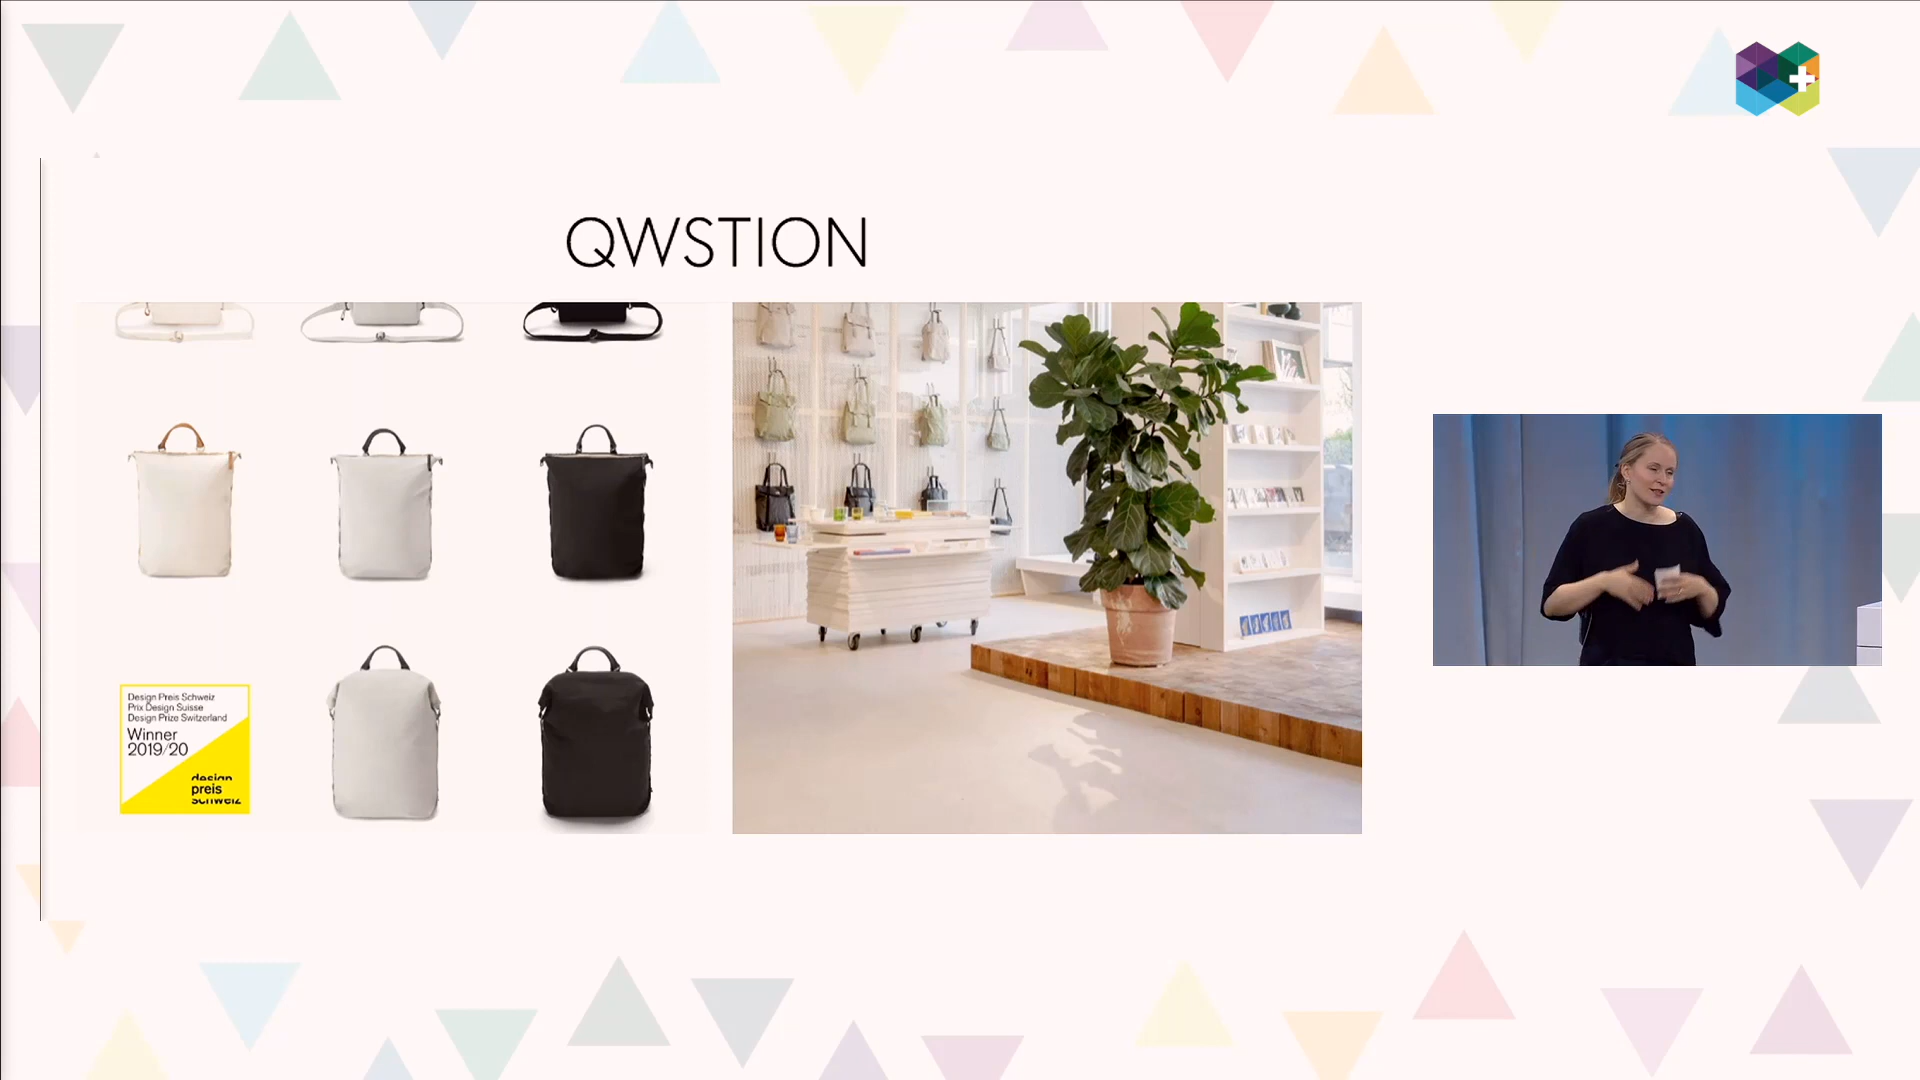 QWSTION
Design Preis Schweiz
Prix Design Suisse
Design Prize Switzerland
Winner
2019/20
design
preis
schweiz